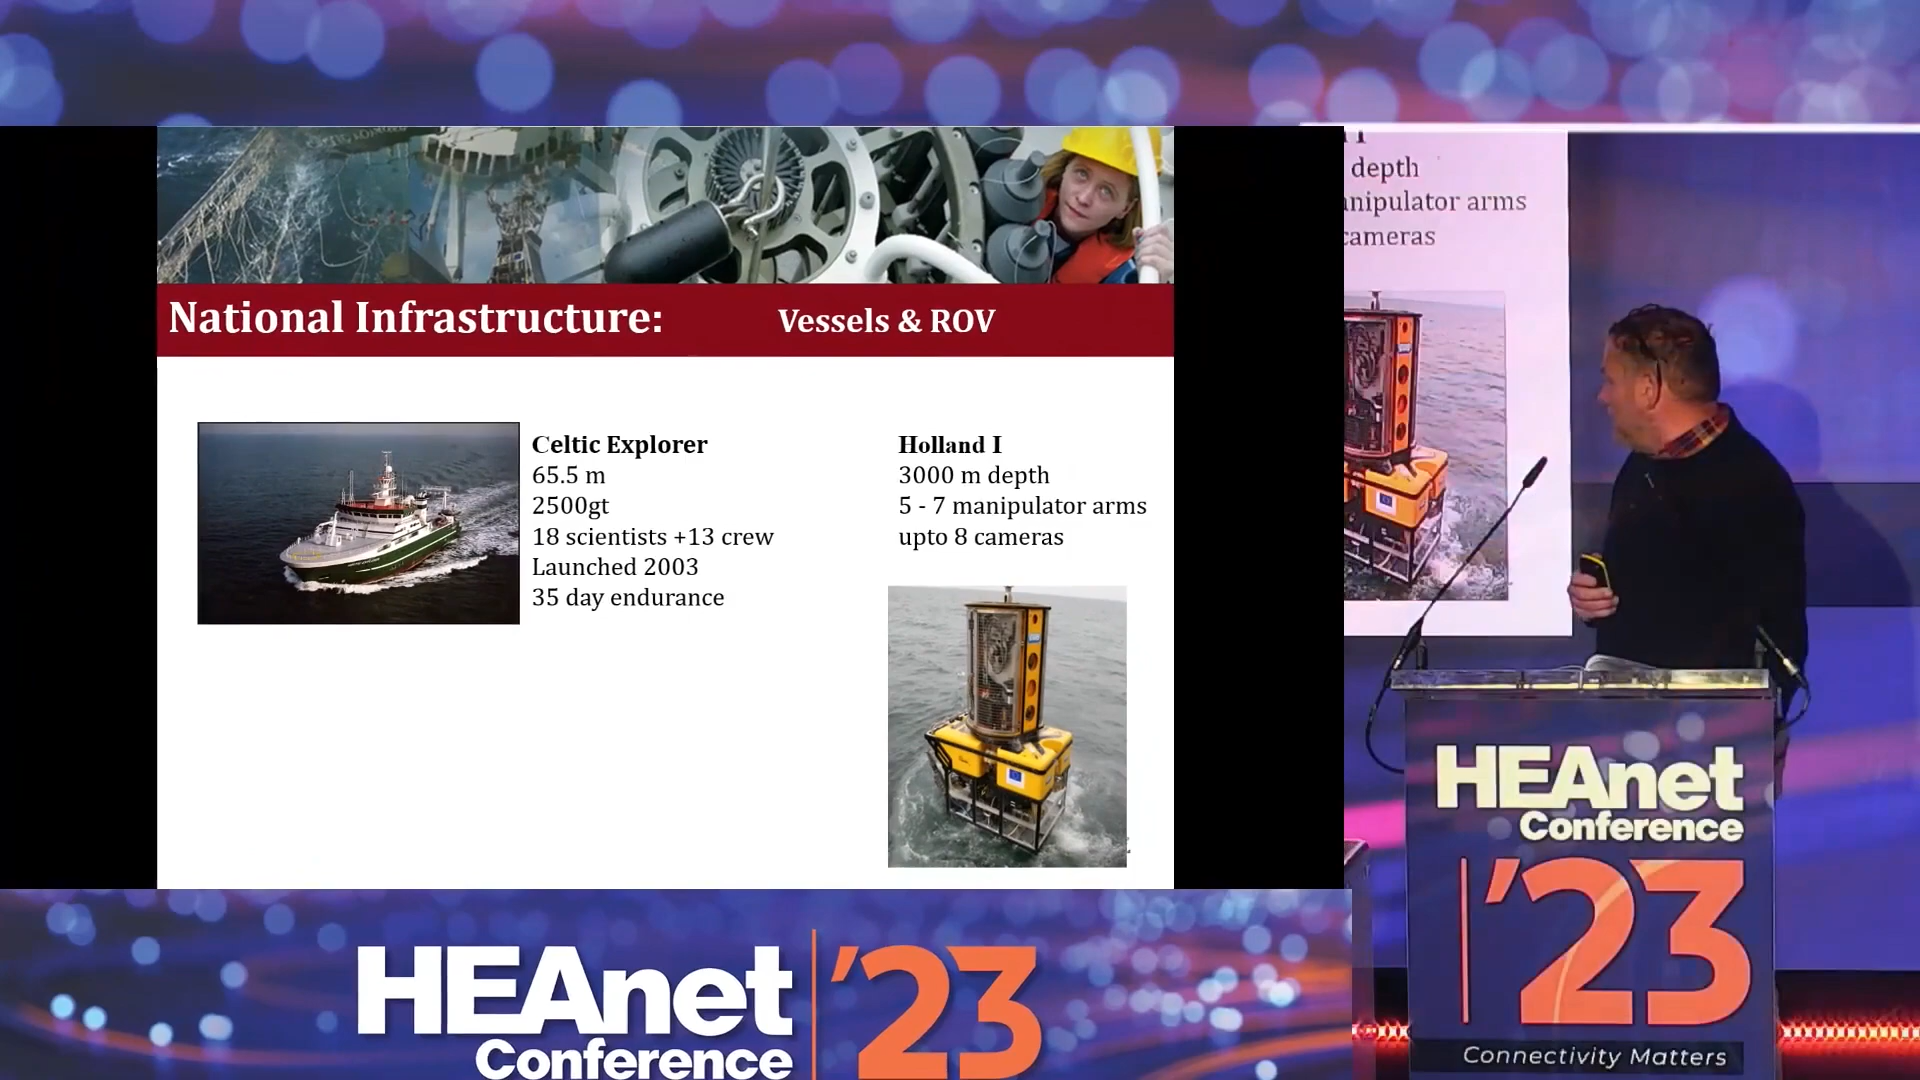 National Infrastructure: Vessels & ROV
Celtic Explorer
65.5 m
2500gt
18 scientists +13 crew
Launched 2003
35 day endurance
Holland I
3000 m depth
5 - 7 manipulator arms
upto 8 cameras
depth
anipulator arms
cameras
HEAnet
Conference
'23
HEAnet
Conference
'23
Connectivity Matters